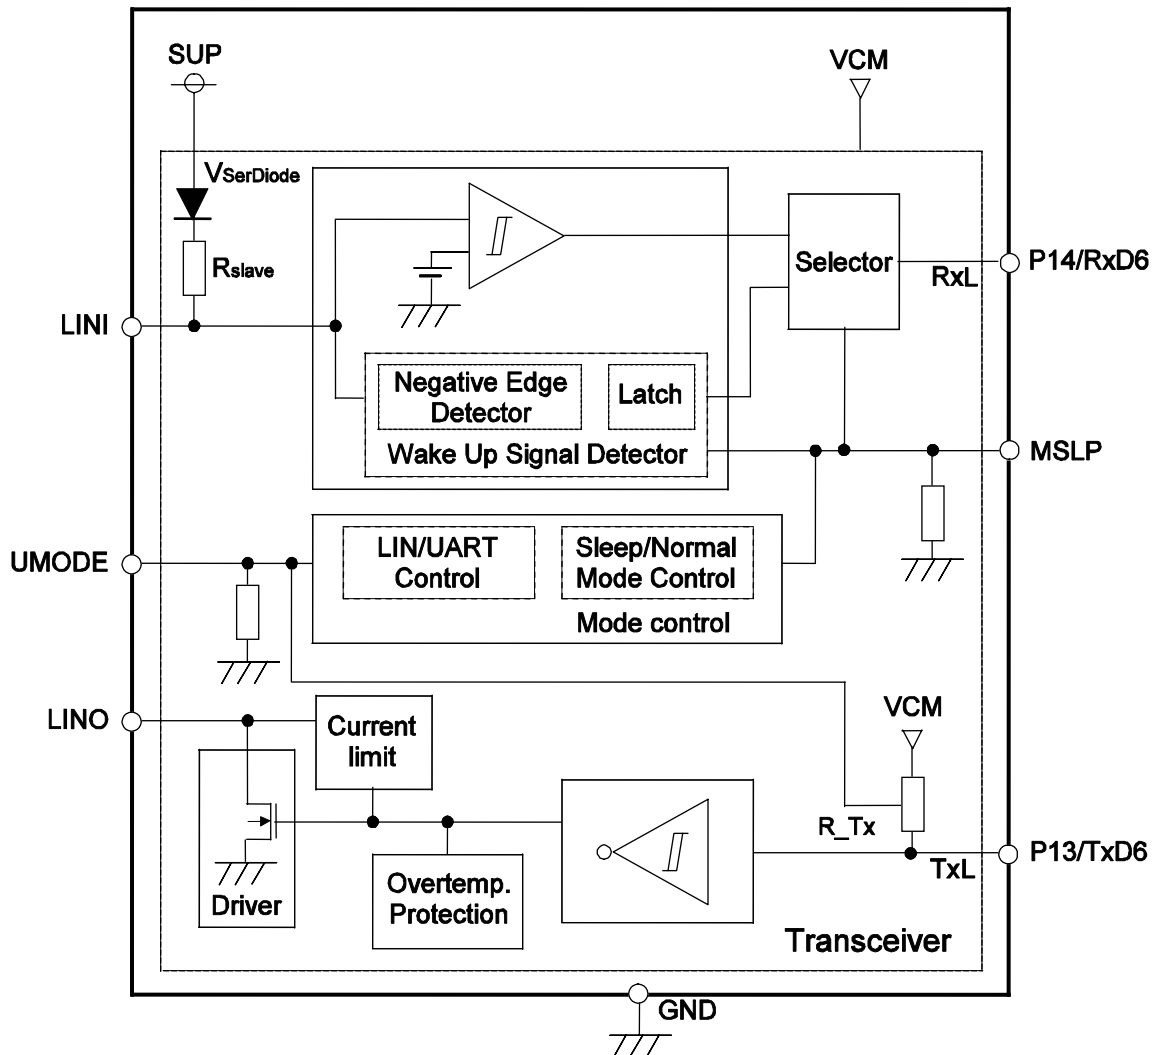 SUP
VCM
VSerDiode
Rslave
Selector
P14/RxD6
RxL
LINI
Negative Edge
Detector
Latch
Wake Up Signal Detector
MSLP
UMODE
LIN/UART
Control
Sleep/Normal
Mode Control
Mode control
LINO
Current
limit
VCM
R_Tx
P13/TxD6
TxL
Overtemp.
Protection
Driver
Transceiver
GND